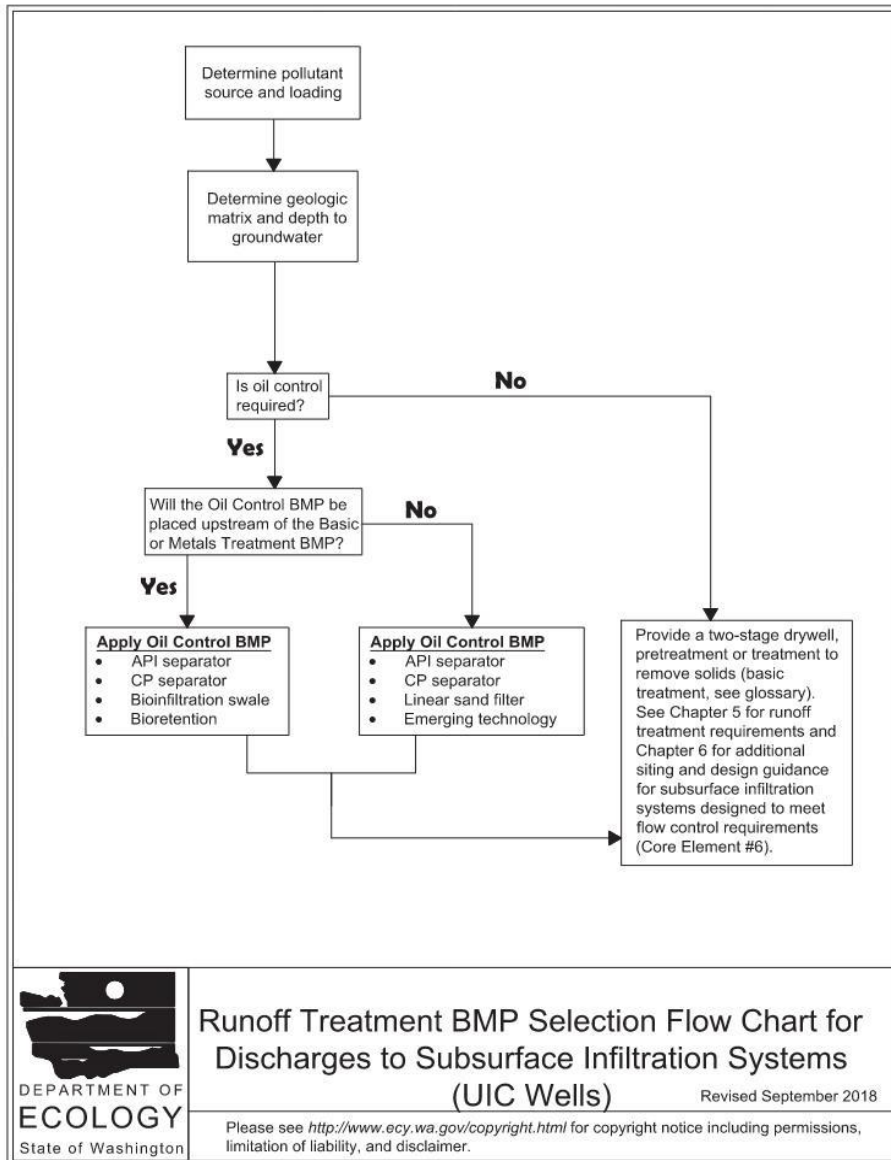 Determine pollutant
source and loading
Determine geologic
matrix and depth to
groundwater
Is oil control
required?
No
Yes
Will the Oil Control BMP be
placed upstream of the Basic
or Metals Treatment BMP?
No
Yes
Apply Oil Control BMP
• API separator
• CP separator
• Bioinfiltration swale
• Bioretention
Apply Oil Control BMP
• API separator
• CP separator
• Linear sand filter
• Emerging technology
Provide a two-stage drywell,
pretreatment or treatment to
remove solids (basic
treatment, see glossary).
See Chapter 5 for runoff
treatment requirements and
Chapter 6 for additional
siting and design guidance
for subsurface infiltration
systems designed to meet
flow control requirements
(Core Element #6).
DEPARTMENT OF
ECOLOGY
State of Washington
Runoff Treatment BMP Selection Flow Chart for
Discharges to Subsurface Infiltration Systems
(UIC Wells)
Revised September 2018
Please see http://www.ecy.wa.gov/copyright.html for copyright notice including permissions,
limitation of liability, and disclaimer.